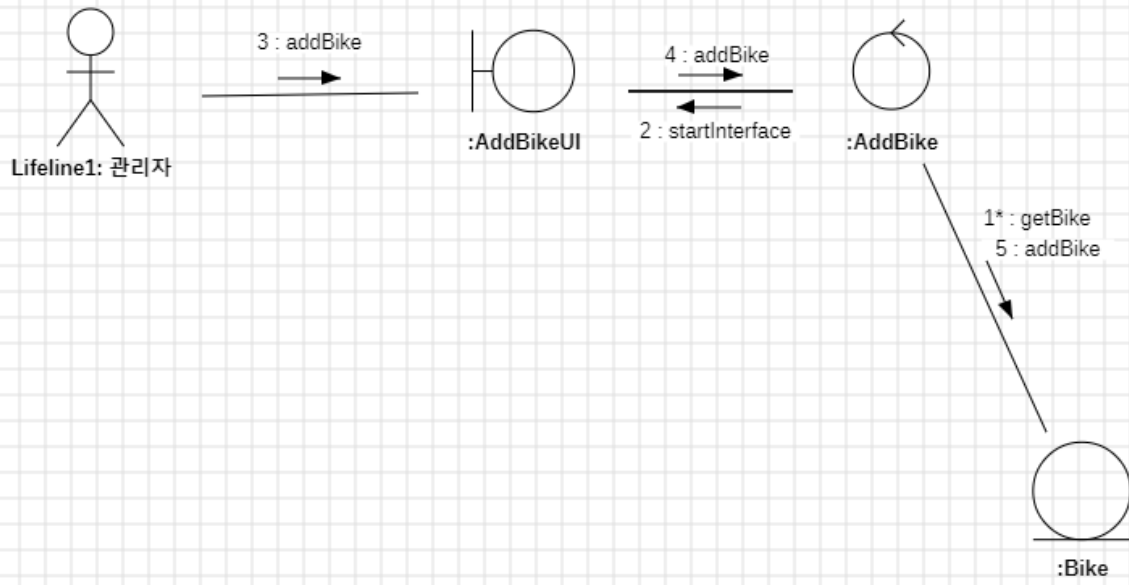 3 : addBike
4 : addBike
2 : startInterface
:AddBikeUI
:AddBike
Lifeline1: 관리자
1* : getBike
5 : addBike
:Bike